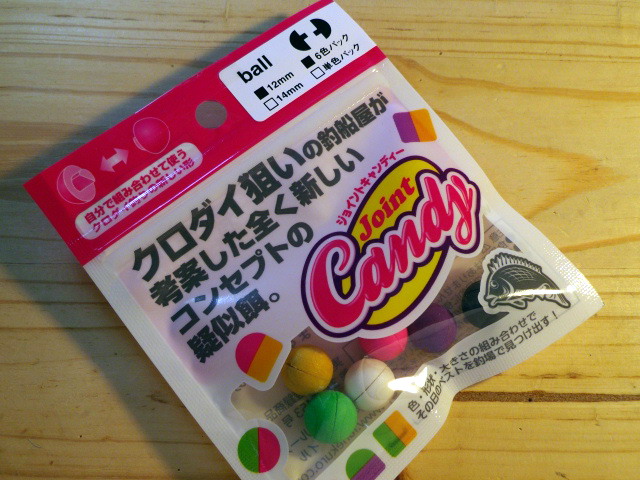 ball
■12mm ■6色パック
□14mm □単色パック
自分で組み合わせて使う
クロダイ狙いの釣船屋が
考案した全く新しい
コンセプトの
疑似餌。
ジョイントキャンディー
Joint
Candy
色・形状・大きさの組み合わせで
その日のベストを釣場で見つけ出す!